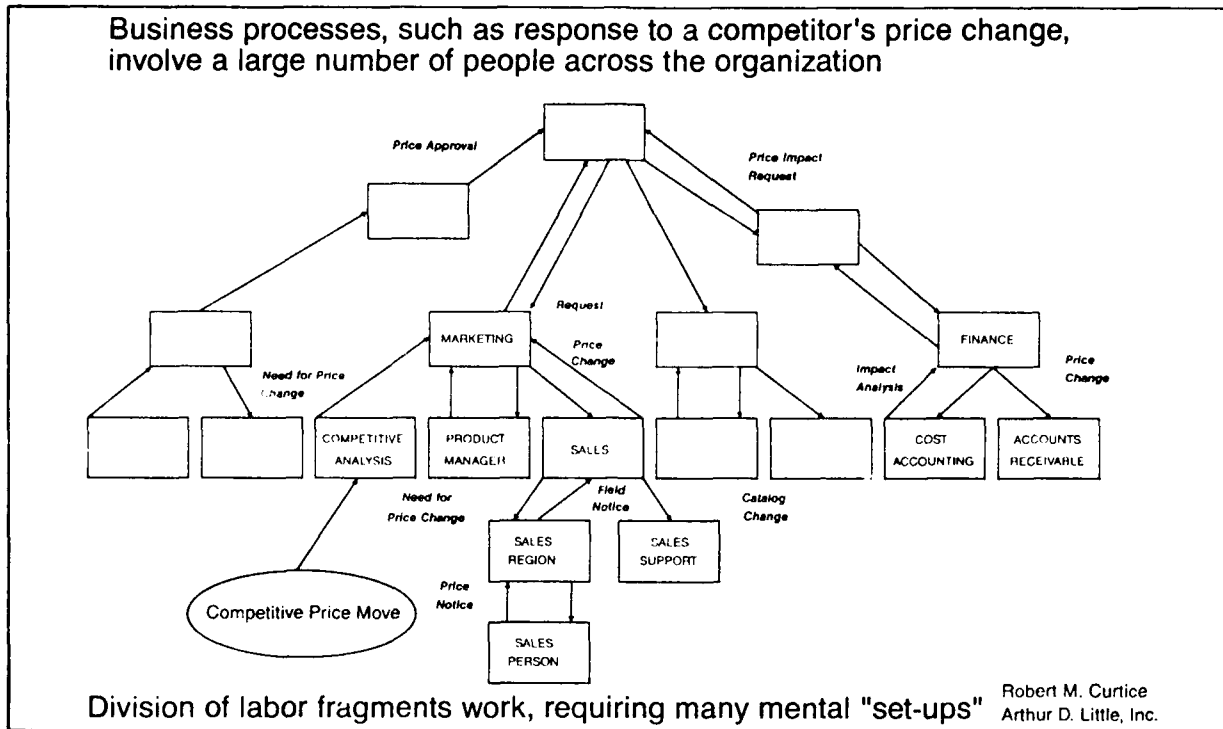 Business processes, such as response to a competitor's price change,
involve a large number of people across the organization
Price Approval
Price Impact
Request
Request
MARKETING
FINANCE
Price
Change
Need for Price
Change
Impact
Analysis
Price
Change
COMPETITIVE
ANALYSIS
PRODUCT
MANAGER
SALES
COST
ACCOUNTING
ACCOUNTS
RECEIVABLE
Need for
Price Change
Field
Notice
Catalog
Change
SALES
REGION
SALES
SUPPORT
Price
Notice
Competitive Price Move
SALES
PERSON
Division of labor fragments work, requiring many mental "set-ups"
Robert M. Curtice
Arthur D. Little, Inc.